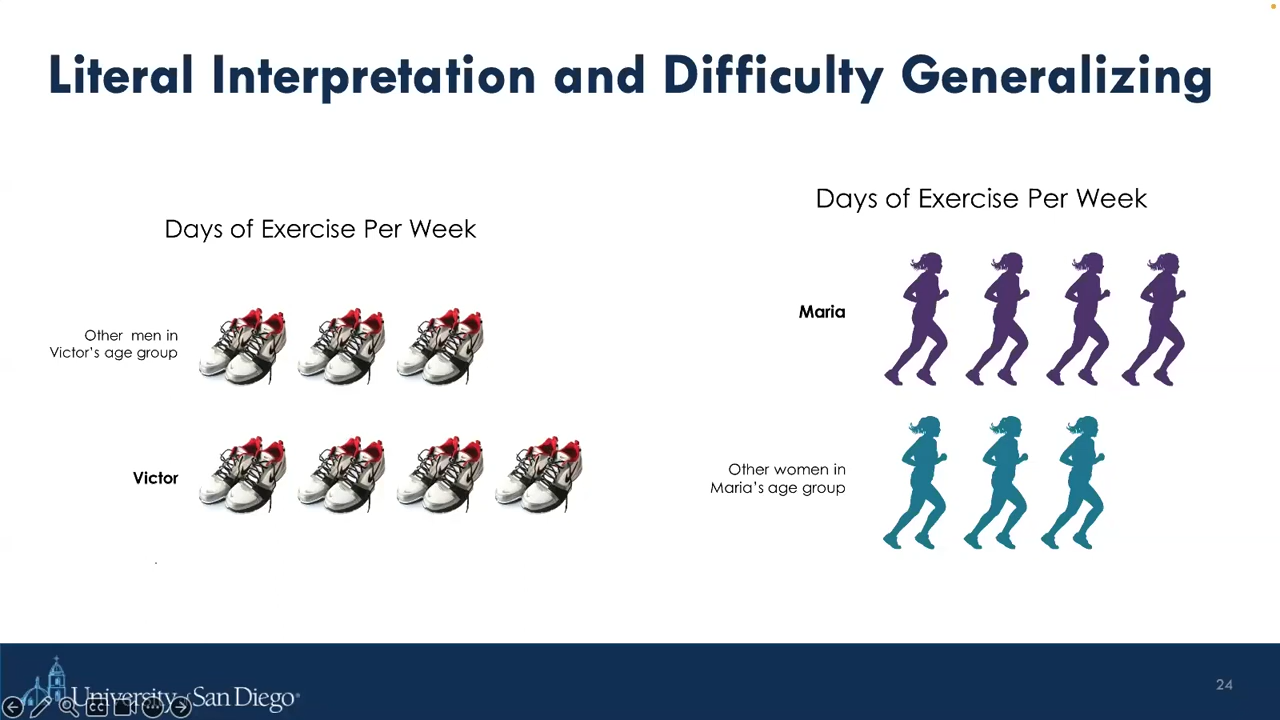 Literal Interpretation and Difficulty Generalizing
Days of Exercise Per Week
Other men in
Victor's age group
Victor
Days of Exercise Per Week
Maria
Other women in
Maria's age group
University of San Diego®
CC
24